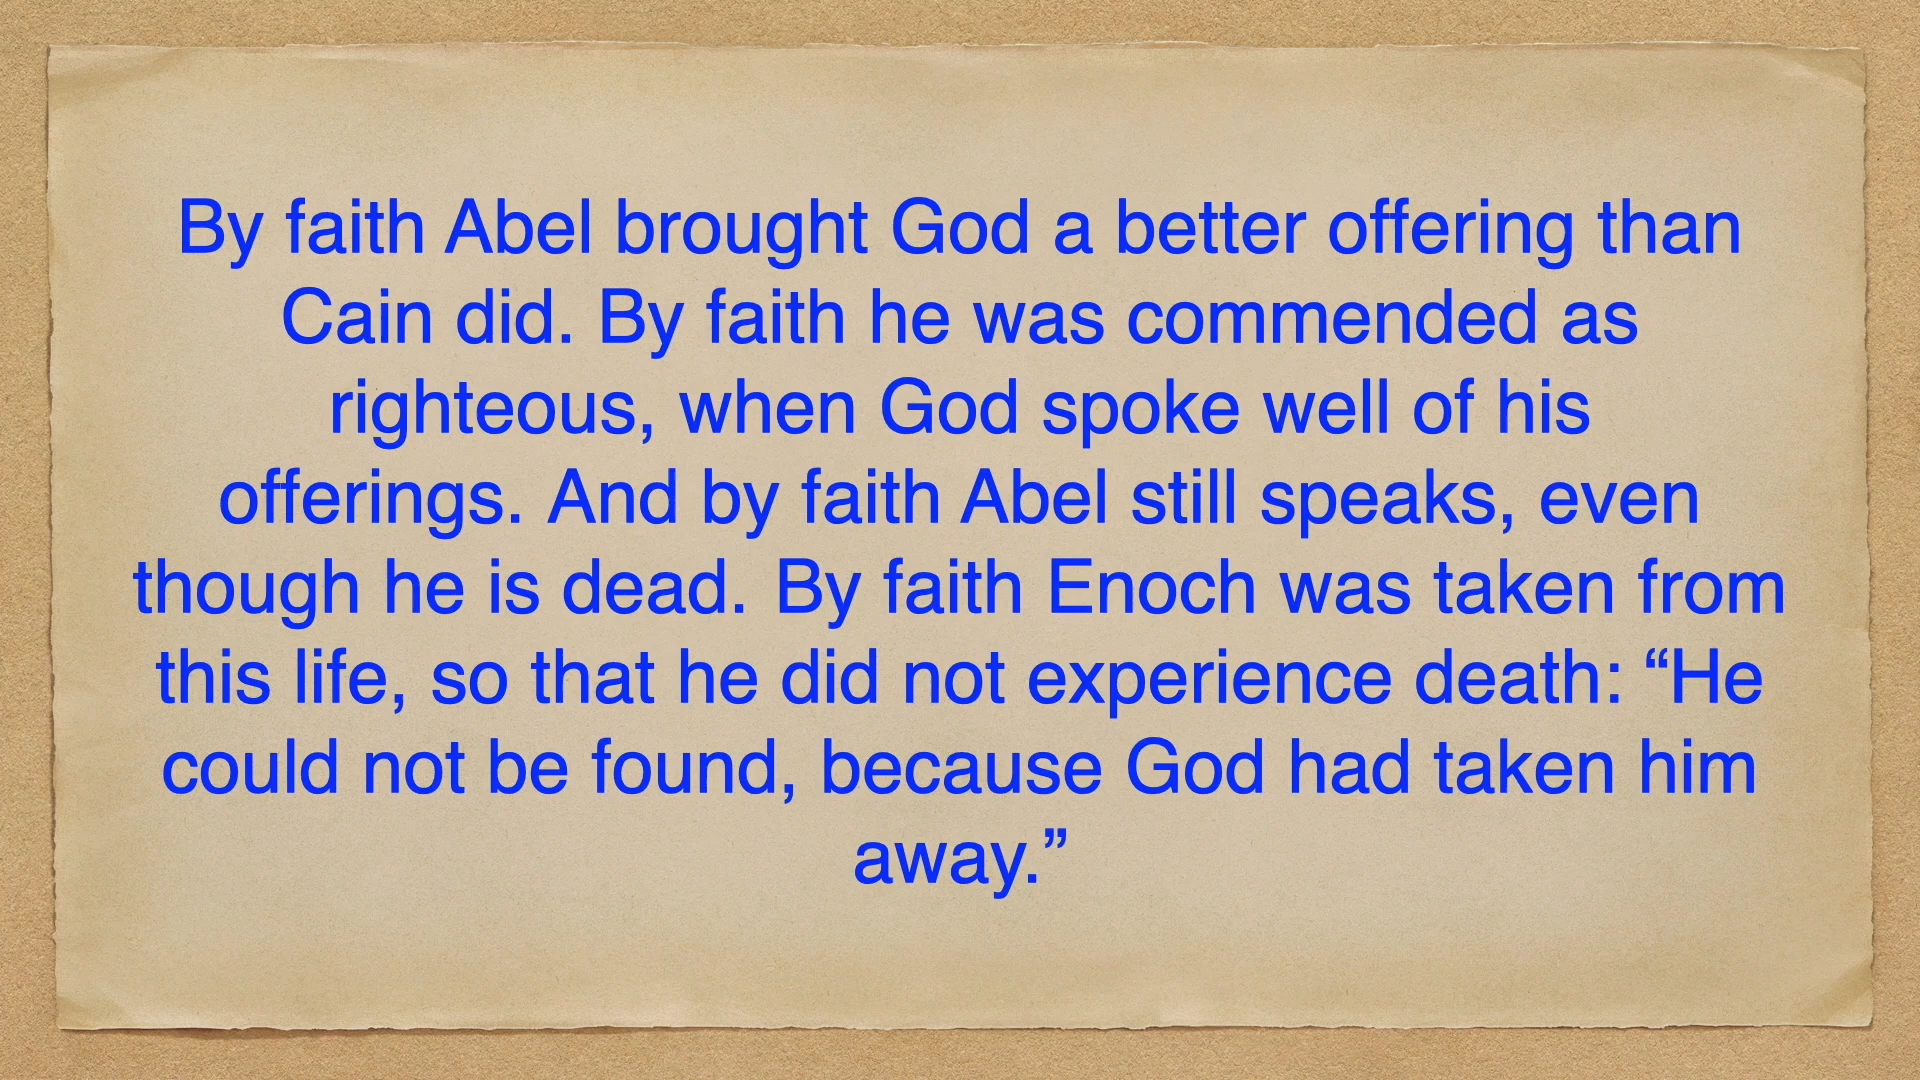 By faith Abel brought God a better offering than
Cain did. By faith he was commended as
righteous, when God spoke well of his
offerings. And by faith Abel still speaks, even
though he is dead. By faith Enoch was taken from
this life, so that he did not experience death: “He
could not be found, because God had taken him
away.”